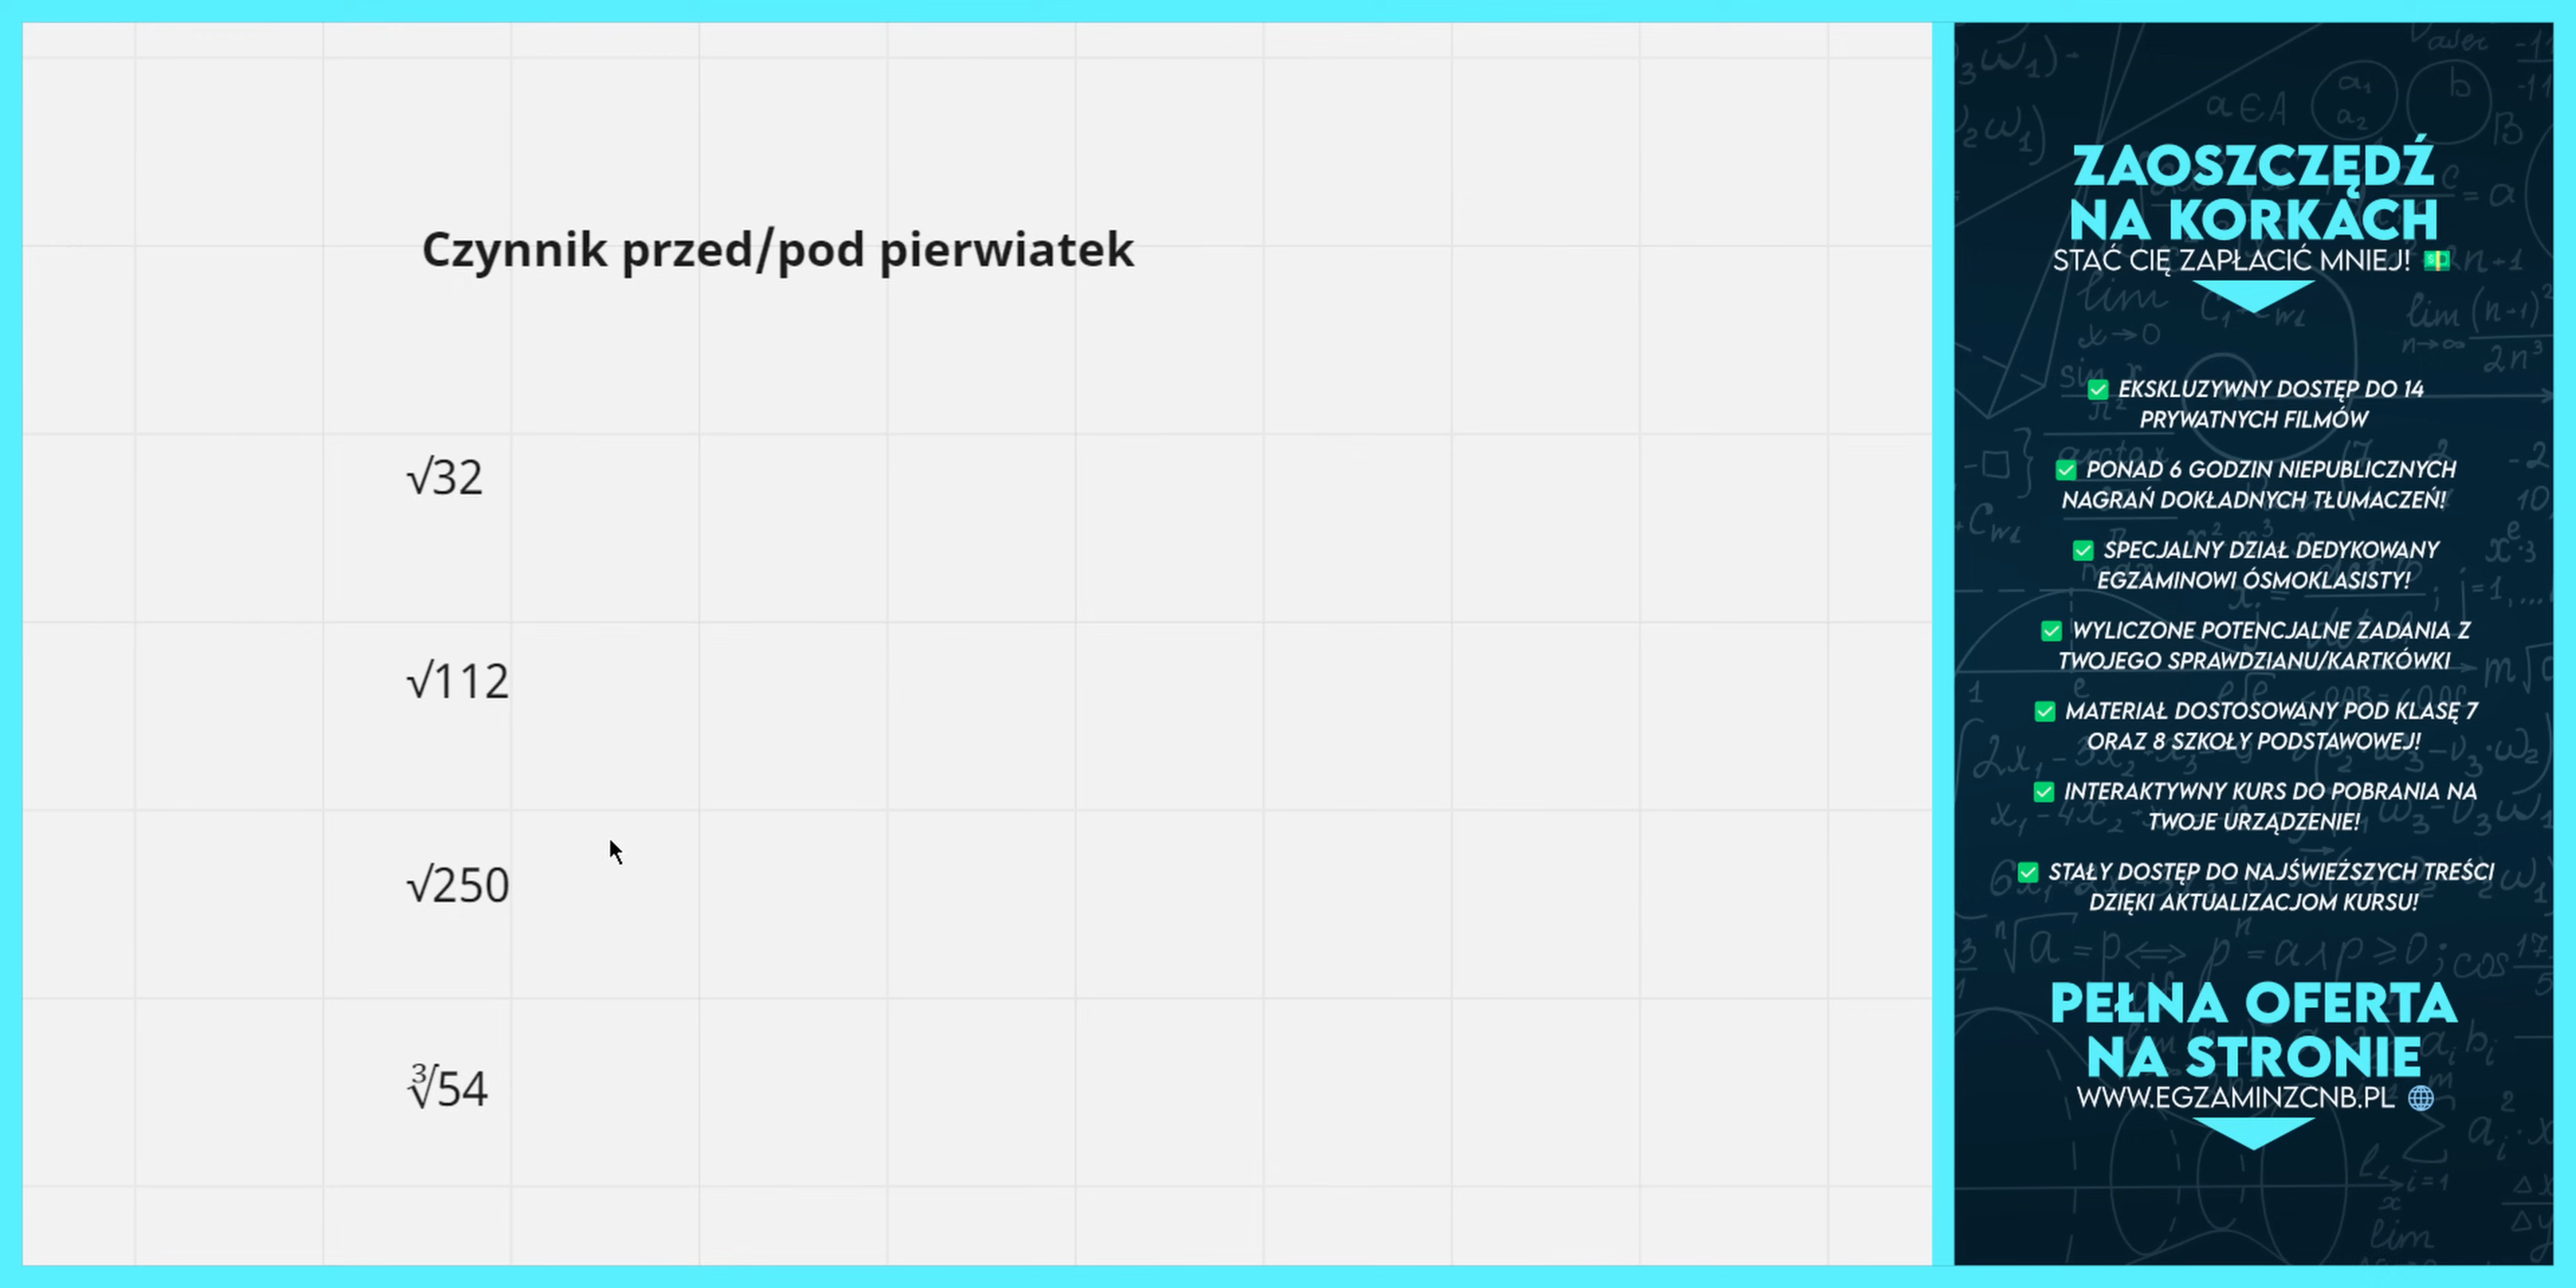 Czynnik przed/pod pierwiatek
√32
√112
√250
∛54
ZAOSZCZĘDŹ
NA KORKACH
STAĆ CIĘ ZAPŁACIĆ MNIEJ! 💵
✅ EKSKLUZYWNY DOSTĘP DO 14
PRYWATNYCH FILMÓW
✅ PONAD 6 GODZIN NIEPUBLICZNYCH
NAGRAŃ DOKŁADNYCH TŁUMACZEŃ!
✅ SPECJALNY DZIAŁ DEDYKOWANY
EGZAMINOWI ÓSMOKLASISTY!
✅ WYLICZONE POTENCJALNE ZADANIA Z
TWOJEGO SPRAWDZIANU/KARTKÓWKI
✅ MATERIAŁ DOSTOSOWANY POD KLASĘ 7
ORAZ 8 SZKOŁY PODSTAWOWEJ!
✅ INTERAKTYWNY KURS DO POBRANIA NA
TWOJE URZĄDZENIE!
✅ STAŁY DOSTĘP DO NAJŚWIEŻSZYCH TREŚCI
DZIĘKI AKTUALIZACJOM KURSU!
PEŁNA OFERTA
NA STRONIE
WWW.EGZAMINZCNB.PL 🌐